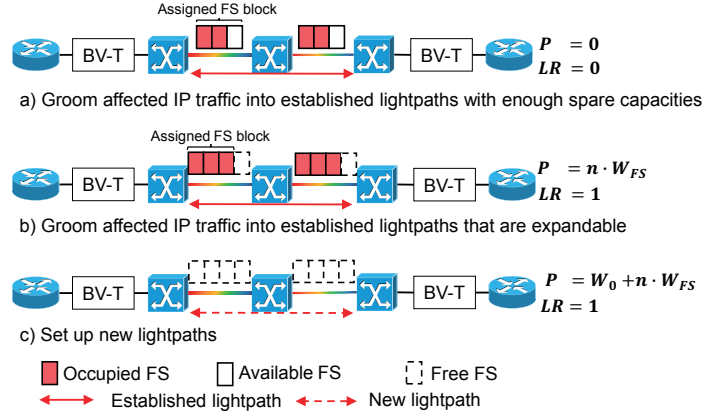 Assigned FS block
BV-T
BV-T
P = 0
LR = 0
a) Groom affected IP traffic into established lightpaths with enough spare capacities
Assigned FS block
BV-T
BV-T
P = n · W_FS
LR = 1
b) Groom affected IP traffic into established lightpaths that are expandable
BV-T
BV-T
P = W_0 + n · W_FS
LR = 1
c) Set up new lightpaths
Occupied FS Available FS Free FS
Established lightpath New lightpath